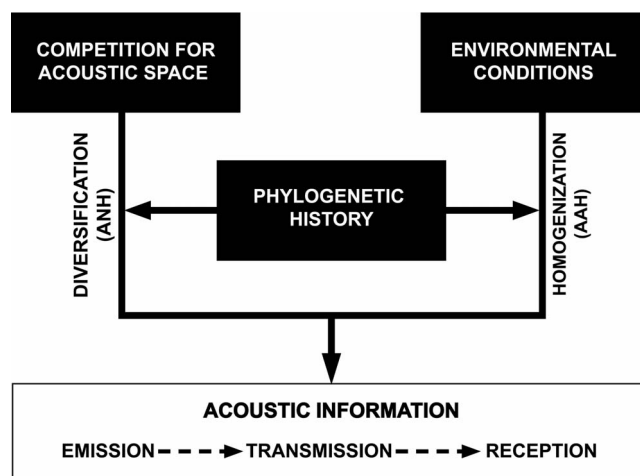 COMPETITION FOR
ACOUSTIC SPACE
ENVIRONMENTAL
CONDITIONS
DIVERSIFICATION
(ANH)
PHYLOGENETIC
HISTORY
HOMOGENIZATION
(AAH)
ACOUSTIC INFORMATION
EMISSION TRANSMISSION RECEPTION